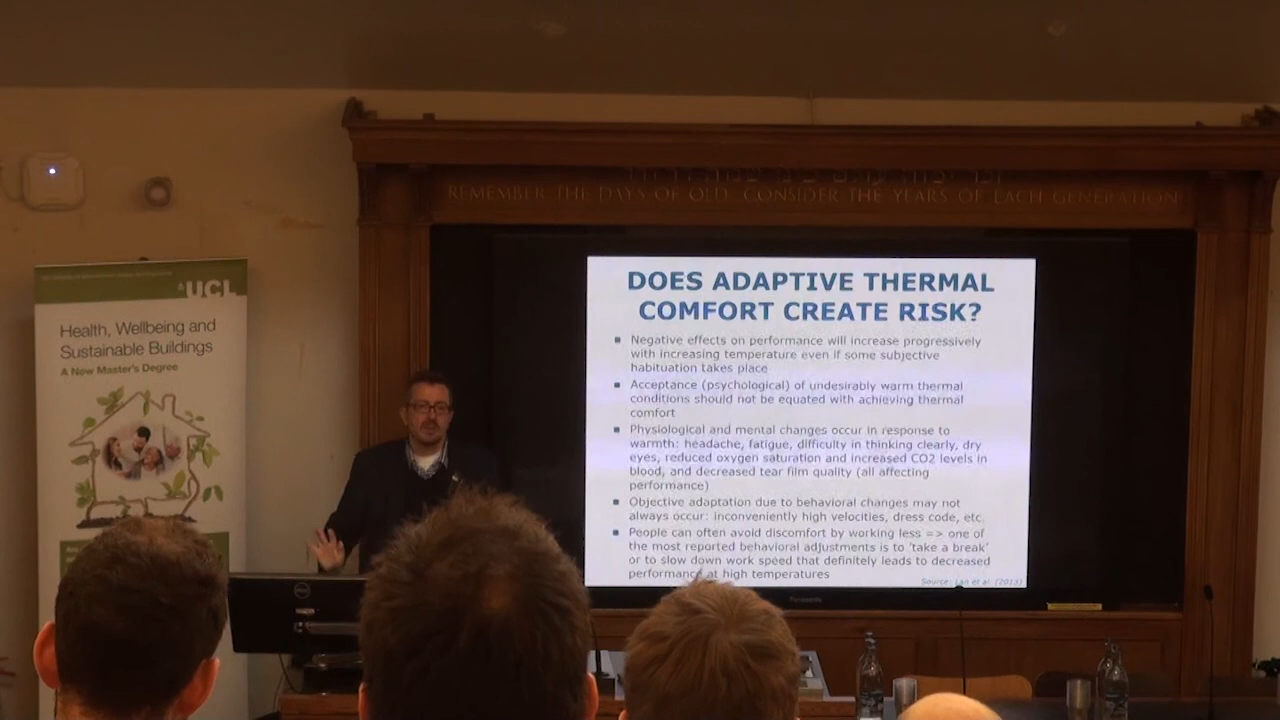 REMEMBER THE DAYS OF OLD CONSIDER THE YEARS OF EACH GENERATION
UCL
Health, Wellbeing and
Sustainable Buildings
A New Master's Degree
DOES ADAPTIVE THERMAL
COMFORT CREATE RISK?
▪ Negative effects on performance will increase progressively
with increasing temperature even if some subjective
habituation takes place
▪ Acceptance (psychological) of undesirably warm thermal
conditions should not be equated with achieving thermal
comfort
▪ Physiological and mental changes occur in response to
warmth: headache, fatigue, difficulty in thinking clearly, dry
eyes, reduced oxygen saturation and increased CO2 levels in
blood, and decreased tear film quality (all affecting
performance)
▪ Objective adaptation due to behavioral changes may not
always occur: inconveniently high velocities, dress code, etc.
▪ People can often avoid discomfort by working less => one of
the most reported behavioral adjustments is to 'take a break'
or to slow down work speed that definitely leads to decreased
performance at high temperatures
Source: Lan et al. (2011)
Panasonic
DELL